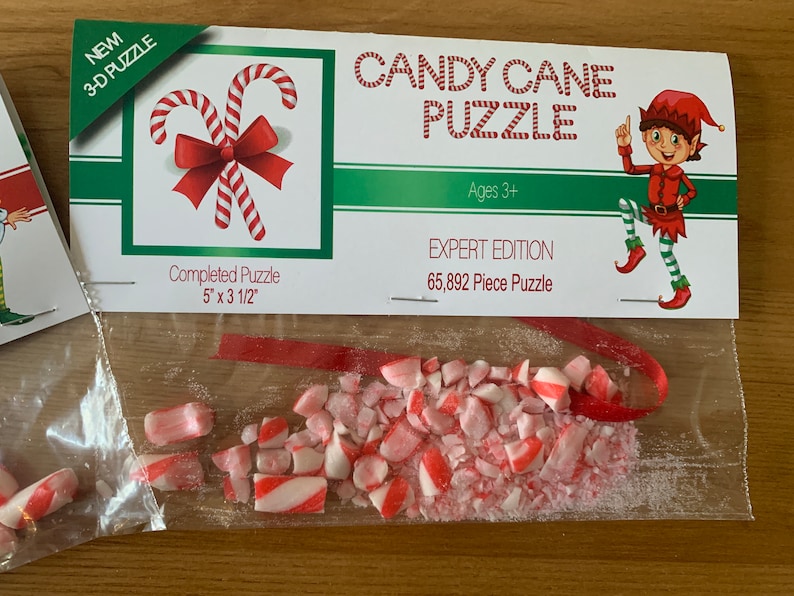 NEW!
3-D PUZZLE
CANDY CANE
PUZZLE
Ages 3+
Completed Puzzle
5" x 3 1/2"
EXPERT EDITION
65,892 Piece Puzzle